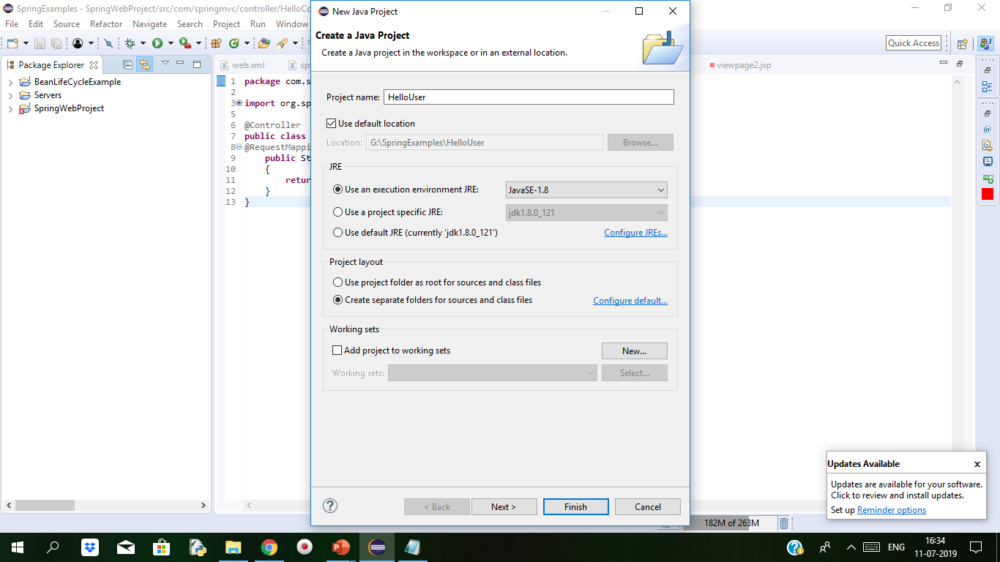 SpringExamples - SpringWebProject/src/com/springmvc/controller/HelloCo
File Edit Source Refactor Navigate Search Project Run Window
Quick Access
Package Explorer
BeanLifeCycleExample
Servers
SpringWebProject
web.xml
viewpage2.jsp
1 package com.s
2
3 import org.sp
5
6 @Controller
7 public class
8 @RequestMappi
9 public St
10 {
11 retur
12 }
13 }
New Java Project
Create a Java Project
Create a Java project in the workspace or in an external location.
Project name: HelloUser
Use default location
Location: G:\SpringExamples\HelloUser Browse...
JRE
Use an execution environment JRE: JavaSE-1.8
Use a project specific JRE: jdk1.8.0_121
Use default JRE (currently 'jdk1.8.0_121') Configure JREs...
Project layout
Use project folder as root for sources and class files
Create separate folders for sources and class files Configure default...
Working sets
Add project to working sets New...
Working sets: Select...
< Back Next > Finish Cancel
Updates Available
Updates are available for your software.
Click to review and install updates.
Set up Reminder options
182M of 263M
ENG
16:34
11-07-2019